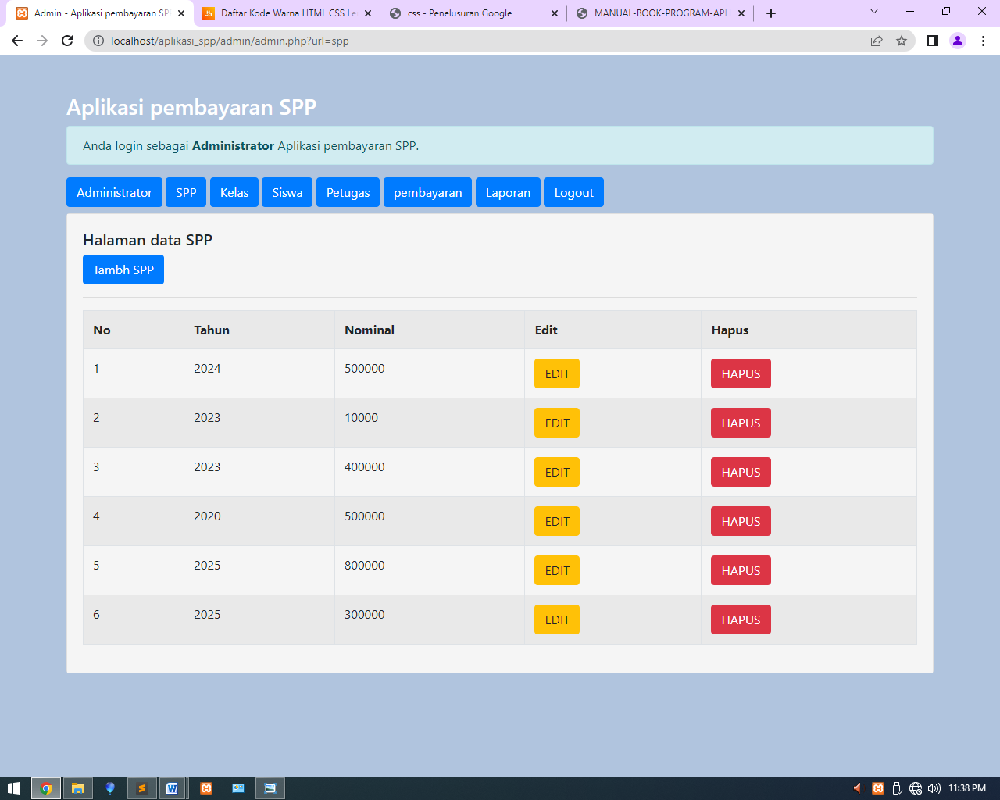 Admin - Aplikasi pembayaran SP
Daftar Kode Warna HTML CSS Le
css - Penelusuran Google
MANUAL-BOOK-PROGRAM-APL
localhost/aplikasi_spp/admin/admin.php?url=spp
Aplikasi pembayaran SPP
Anda login sebagai Administrator Aplikasi pembayaran SPP.
Administrator SPP Kelas Siswa Petugas pembayaran Laporan Logout
Halaman data SPP
Tambh SPP
No Tahun Nominal Edit Hapus
1 2024 500000 EDIT HAPUS
2 2023 10000 EDIT HAPUS
3 2023 400000 EDIT HAPUS
4 2020 500000 EDIT HAPUS
5 2025 800000 EDIT HAPUS
6 2025 300000 EDIT HAPUS
11:38 PM